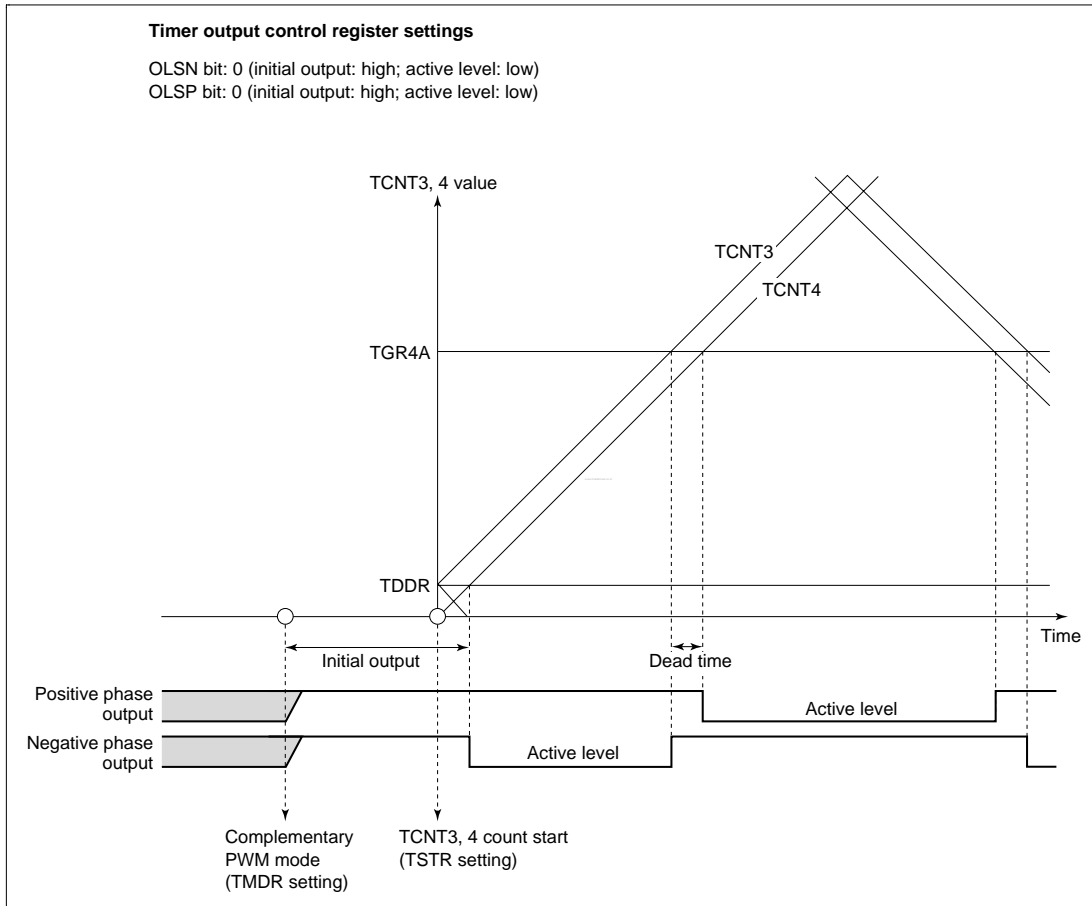 Timer output control register settings
OLSN bit: 0 (initial output: high; active level: low)
OLSP bit: 0 (initial output: high; active level: low)
TCNT3, 4 value
TCNT3
TCNT4
TGR4A
TDDR
Time
Initial output
Dead time
Positive phase
output
Active level
Negative phase
output
Active level
Complementary
PWM mode
(TMDR setting)
TCNT3, 4 count start
(TSTR setting)